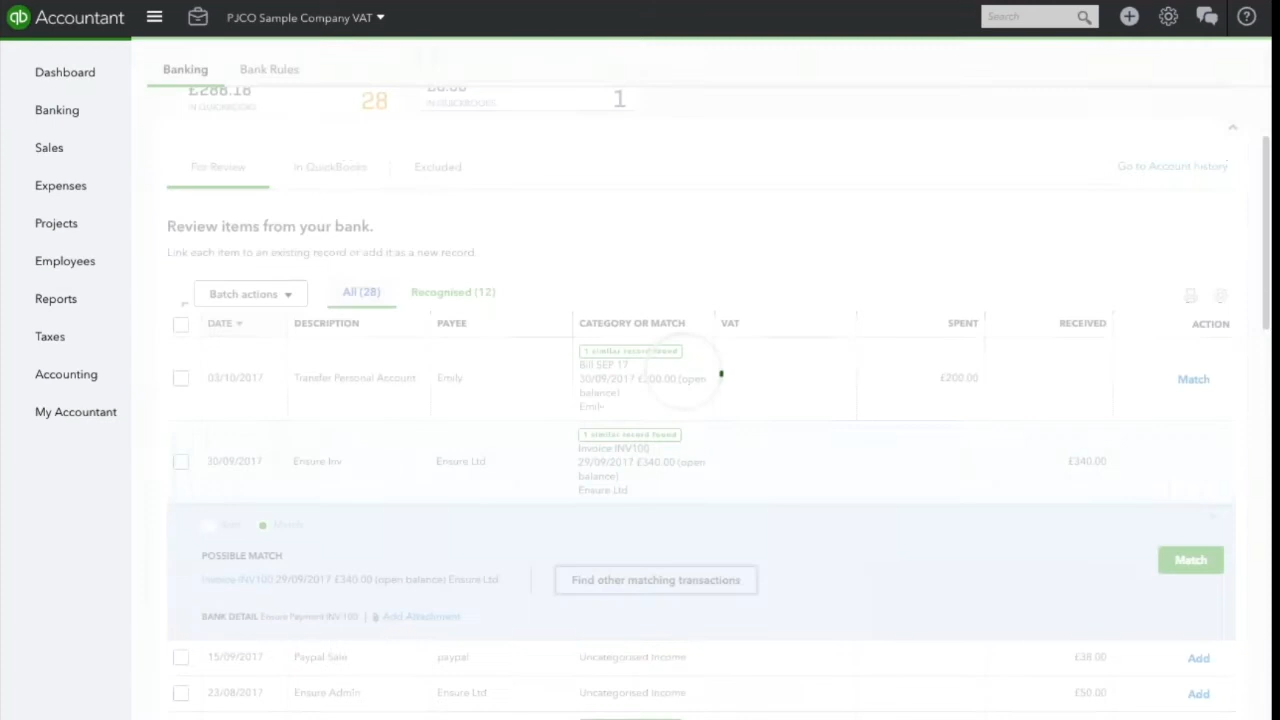 qb Accountant
PJCO Sample Company VAT
Search
Dashboard
Banking
Sales
Expenses
Projects
Employees
Reports
Taxes
Accounting
My Accountant
Banking Bank Rules
£288.18
IN QUICKBOOKS
28
IN QUICKBOOKS
1
For Review In QuickBooks Excluded Go to Account history
Review items from your bank.
Link each item to an existing record or add it as a new record.
Batch actions All (28) Recognised (12)
DATE DESCRIPTION PAYEE CATEGORY OR MATCH VAT SPENT RECEIVED ACTION
1 similar record found
03/10/2017 Transfer Personal Account Emily Bill SEP 17 £200.00 Match
30/09/2017 £200.00 (open
balance)
Emily
1 similar record found
30/09/2017 Ensure Inv Ensure Ltd Invoice INV100 £340.00
29/09/2017 £340.00 (open
balance)
Ensure Ltd
Add Match
POSSIBLE MATCH
Invoice INV100 29/09/2017 £340.00 (open balance) Ensure Ltd
Find other matching transactions
Match
BANK DETAIL Ensure Payment INV-100 | Add Attachment
15/09/2017 Paypal Sale paypal Uncategorised Income £38.00 Add
23/08/2017 Ensure Admin Ensure Ltd Uncategorised Income £50.00 Add